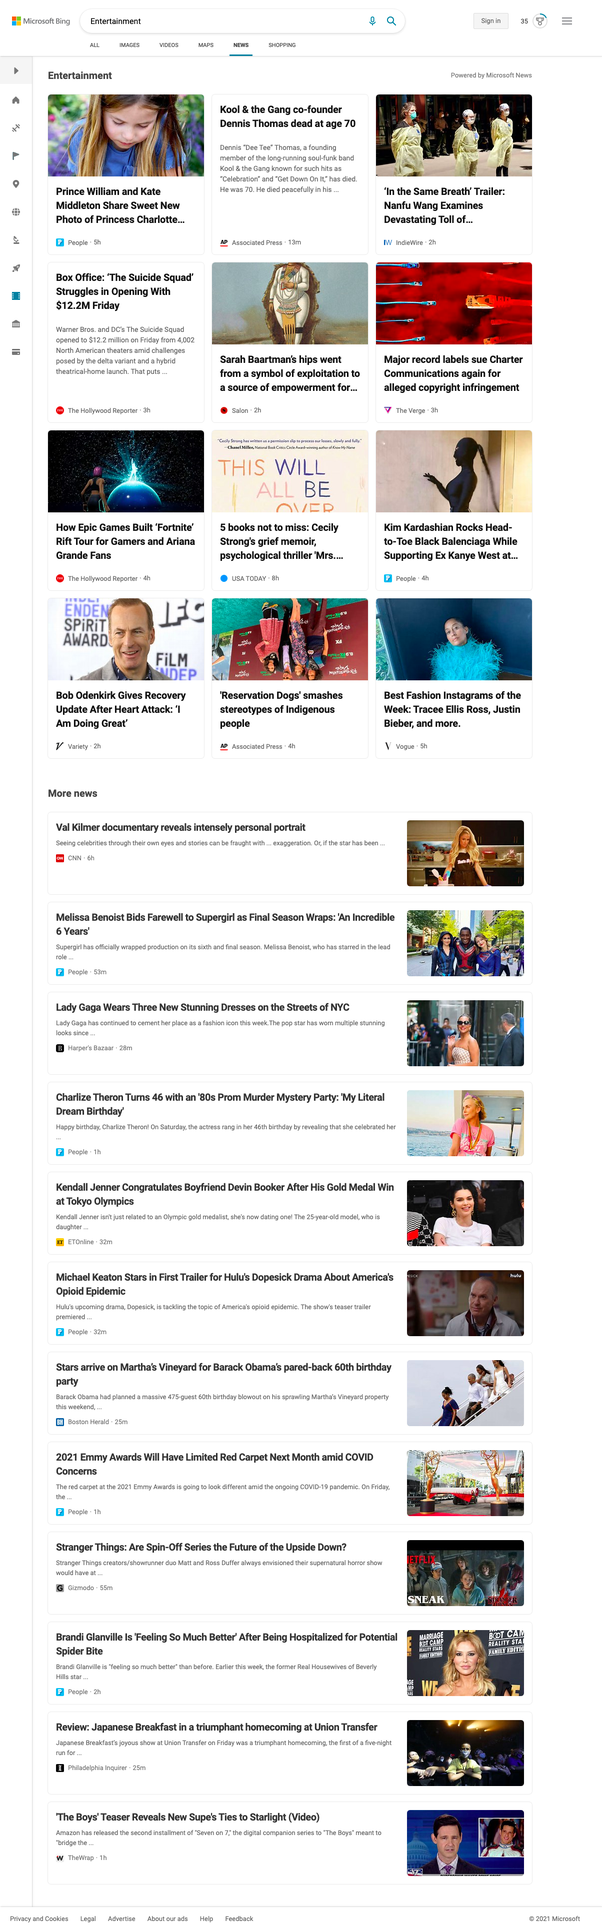 Microsoft Bing
Entertainment
Sign in
35
ALL
IMAGES
VIDEOS
MAPS
NEWS
SHOPPING
Entertainment
Powered by Microsoft News
Prince William and Kate
Middleton Share Sweet New
Photo of Princess Charlotte...
People · 5h
Kool & the Gang co-founder
Dennis Thomas dead at age 70
Dennis "Dee Tee" Thomas, a founding
member of the long-running soul-funk band
Kool & the Gang known for such hits as
"Celebration" and "Get Down On It," has died.
He was 70. He died peacefully in his ...
AP
Associated Press · 13m
'In the Same Breath' Trailer:
Nanfu Wang Examines
Devastating Toll of...
IW
IndieWire · 2h
Box Office: 'The Suicide Squad'
Struggles in Opening With
$12.2M Friday
Warner Bros. and DC's The Suicide Squad
opened to $12.2 million on Friday from 4,002
North American theaters amid challenges
posed by the delta variant and a hybrid
theatrical-home launch. That puts ...
The Hollywood Reporter · 3h
Sarah Baartman's hips went
from a symbol of exploitation to
a source of empowerment for...
Salon · 2h
Major record labels sue Charter
Communications again for
alleged copyright infringement
The Verge · 3h
How Epic Games Built 'Fortnite'
Rift Tour for Gamers and Ariana
Grande Fans
The Hollywood Reporter · 4h
"Cecily Strong has written us a permission slip to process our losses, slowly and fully."
THIS WILL
ALL BE
OVER
5 books not to miss: Cecily
Strong's grief memoir,
psychological thriller 'Mrs....
USA TODAY · 8h
Kim Kardashian Rocks Head-
to-Toe Black Balenciaga While
Supporting Ex Kanye West at...
People · 4h
SPIRIT
AWARD
FILM
INDEP
Bob Odenkirk Gives Recovery
Update After Heart Attack: 'I
Am Doing Great'
Variety · 2h
'Reservation Dogs' smashes
stereotypes of Indigenous
people
AP
Associated Press · 4h
Best Fashion Instagrams of the
Week: Tracee Ellis Ross, Justin
Bieber, and more.
Vogue · 5h
More news
Val Kilmer documentary reveals intensely personal portrait
Seeing celebrities through their own eyes and stories can be fraught with ... exaggeration. Or, if the star has been ...
CNN · 6h
Melissa Benoist Bids Farewell to Supergirl as Final Season Wraps: 'An Incredible
6 Years'
Supergirl has officially wrapped production on its sixth and final season. Melissa Benoist, who has starred in the lead
role ...
People · 53m
Lady Gaga Wears Three New Stunning Dresses on the Streets of NYC
Lady Gaga has continued to cement her place as a fashion icon this week.The pop star has worn multiple stunning
looks since ...
Harper's Bazaar · 28m
Charlize Theron Turns 46 with an '80s Prom Murder Mystery Party: 'My Literal
Dream Birthday'
Happy birthday, Charlize Theron! On Saturday, the actress rang in her 46th birthday by revealing that she celebrated her
...
People · 1h
Kendall Jenner Congratulates Boyfriend Devin Booker After His Gold Medal Win
at Tokyo Olympics
Kendall Jenner isn't just related to an Olympic gold medalist, she's now dating one! The 25-year-old model, who is
daughter ...
ET
ETOnline · 32m
Michael Keaton Stars in First Trailer for Hulu's Dopesick Drama About America's
Opioid Epidemic
Hulu's upcoming drama, Dopesick, is tackling the topic of America's opioid epidemic. The show's teaser trailer
premiered ...
People · 32m
hulu
Stars arrive on Martha's Vineyard for Barack Obama's pared-back 60th birthday
party
Barack Obama had planned a massive 475-guest 60th birthday blowout on his sprawling Martha's Vineyard property
this weekend, ...
Boston Herald · 25m
2021 Emmy Awards Will Have Limited Red Carpet Next Month amid COVID
Concerns
The red carpet at the 2021 Emmy Awards is going to look different amid the ongoing COVID-19 pandemic. On Friday,
the ...
People · 1h
Stranger Things: Are Spin-Off Series the Future of the Upside Down?
Stranger Things creators/showrunner duo Matt and Ross Duffer always envisioned their supernatural horror show
would have at ...
G
Gizmodo · 55m
NETFLIX
SNEAK
Brandi Glanville Is 'Feeling So Much Better' After Being Hospitalized for Potential
Spider Bite
Brandi Glanville is "feeling so much better" than before. Earlier this week, the former Real Housewives of Beverly
Hills star ...
People · 2h
MARRIAGE
BOOT CAMP
REALITY STARS
FAMILY EDITION
WE
Review: Japanese Breakfast in a triumphant homecoming at Union Transfer
Japanese Breakfast's joyous show at Union Transfer on Friday was a triumphant homecoming, the first of a five-night
run for ...
Philadelphia Inquirer · 25m
'The Boys' Teaser Reveals New Supe's Ties to Starlight (Video)
Amazon has released the second installment of "Seven on 7," the digital companion series to "The Boys" meant to
"bridge the ...
TheWrap · 1h
Privacy and Cookies
Legal
Advertise
About our ads
Help
Feedback
© 2021 Microsoft